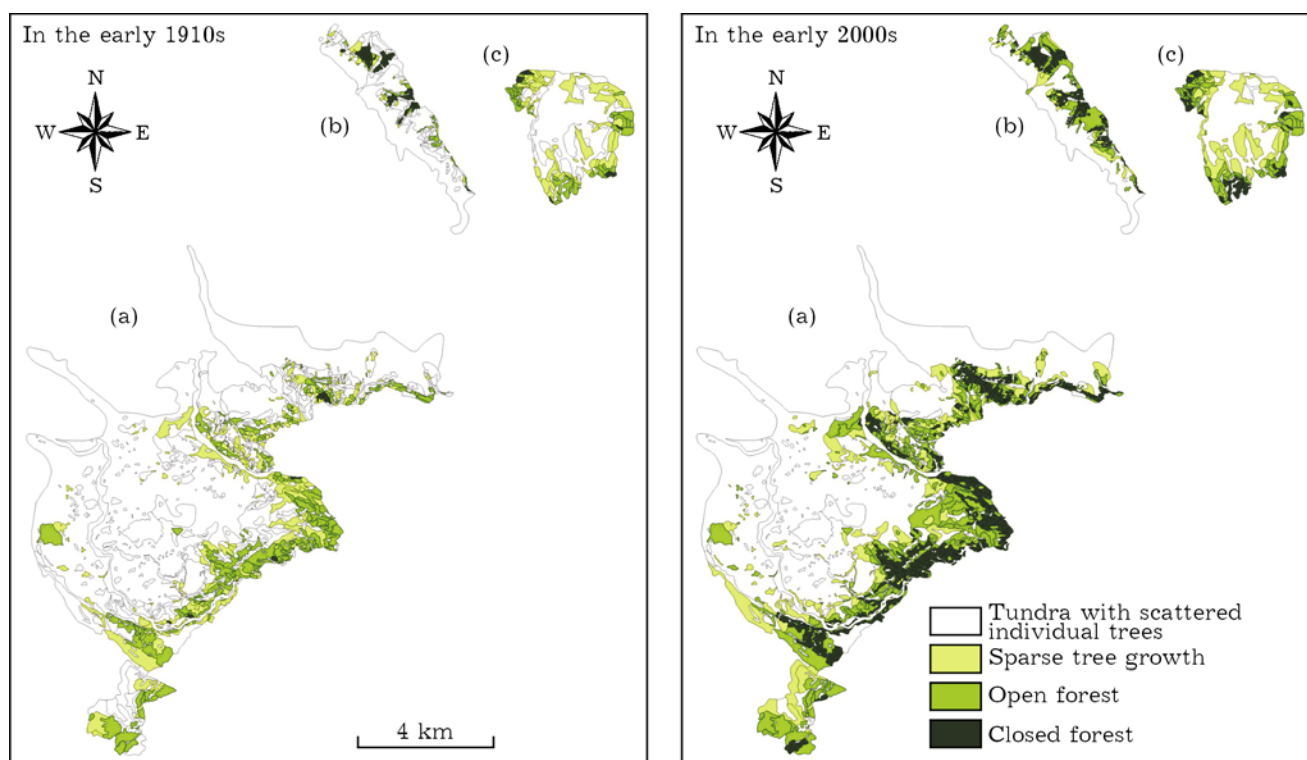 In the early 1910s
N
W
E
S
(a)
(b)
(c)
4 km
In the early 2000s
N
W
E
S
(a)
(b)
(c)
Tundra with scattered
individual trees
Sparse tree growth
Open forest
Closed forest